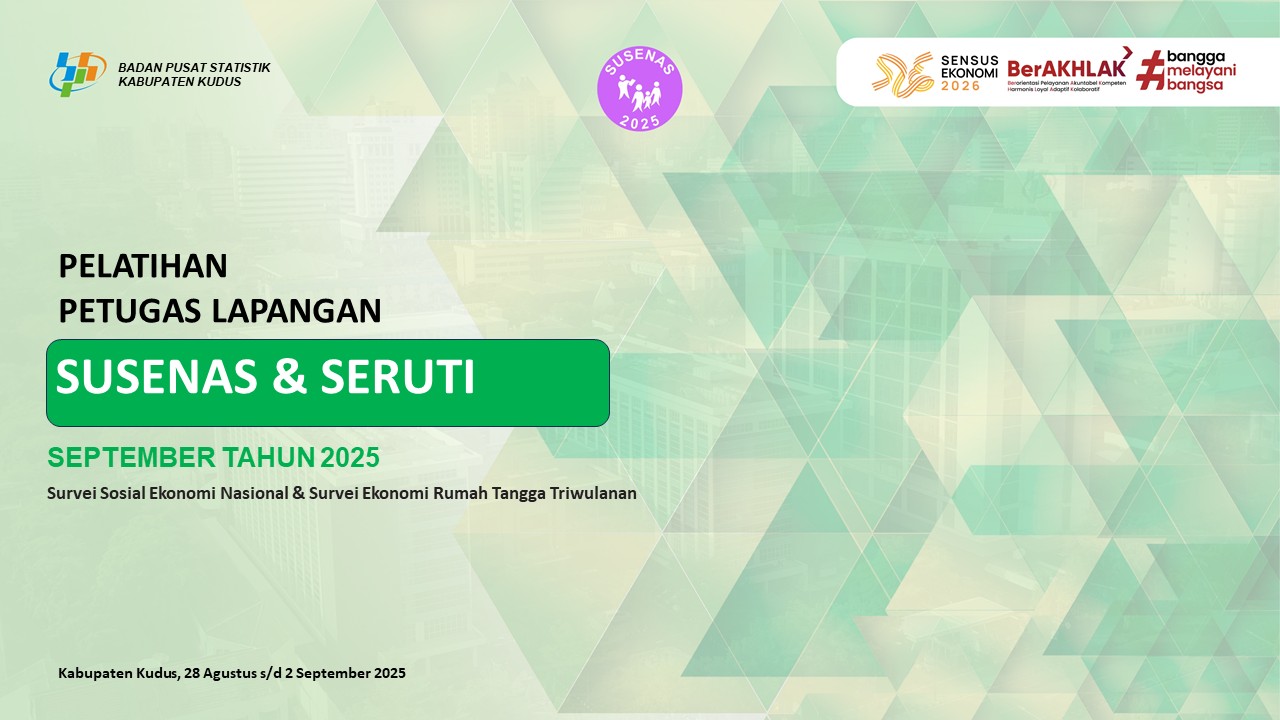 BADAN PUSAT STATISTIK
KABUPATEN KUDUS
SUSENAS
2025
SENSUS
EKONOMI
2026
BerAKHLAK
Berorientasi Pelayanan Akuntabel Kompeten
Harmonis Loyal Adaptif Kolaboratif
#bangga
melayani
bangsa
PELATIHAN
PETUGAS LAPANGAN
SUSENAS & SERUTI
SEPTEMBER TAHUN 2025
Survei Sosial Ekonomi Nasional & Survei Ekonomi Rumah Tangga Triwulanan
Kabupaten Kudus, 28 Agustus s/d 2 September 2025